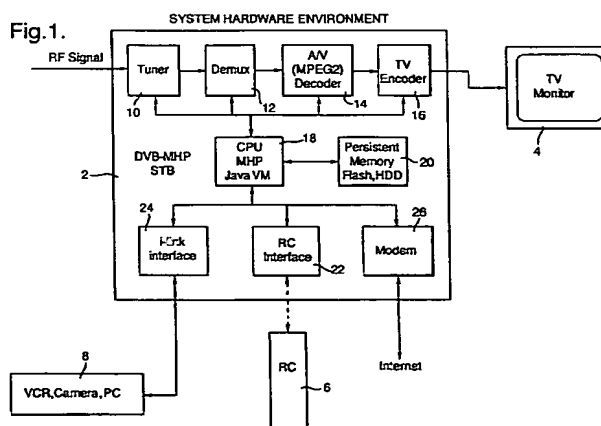 SYSTEM HARDWARE ENVIRONMENT
Fig.1.
RF Signal
Tuner
10
Demux
12
A/V
(MPEG2)
Decoder
14
TV
Encoder
16
TV
Monitor
4
2
DVB-MHP
STB
18
CPU
MHP
Java VM
Persistent
Memory
Flash,HDD
20
24
i-Link
interface
RC
Interface
22
26
Modem
8
VCR,Camera,PC
RC
6
Internet